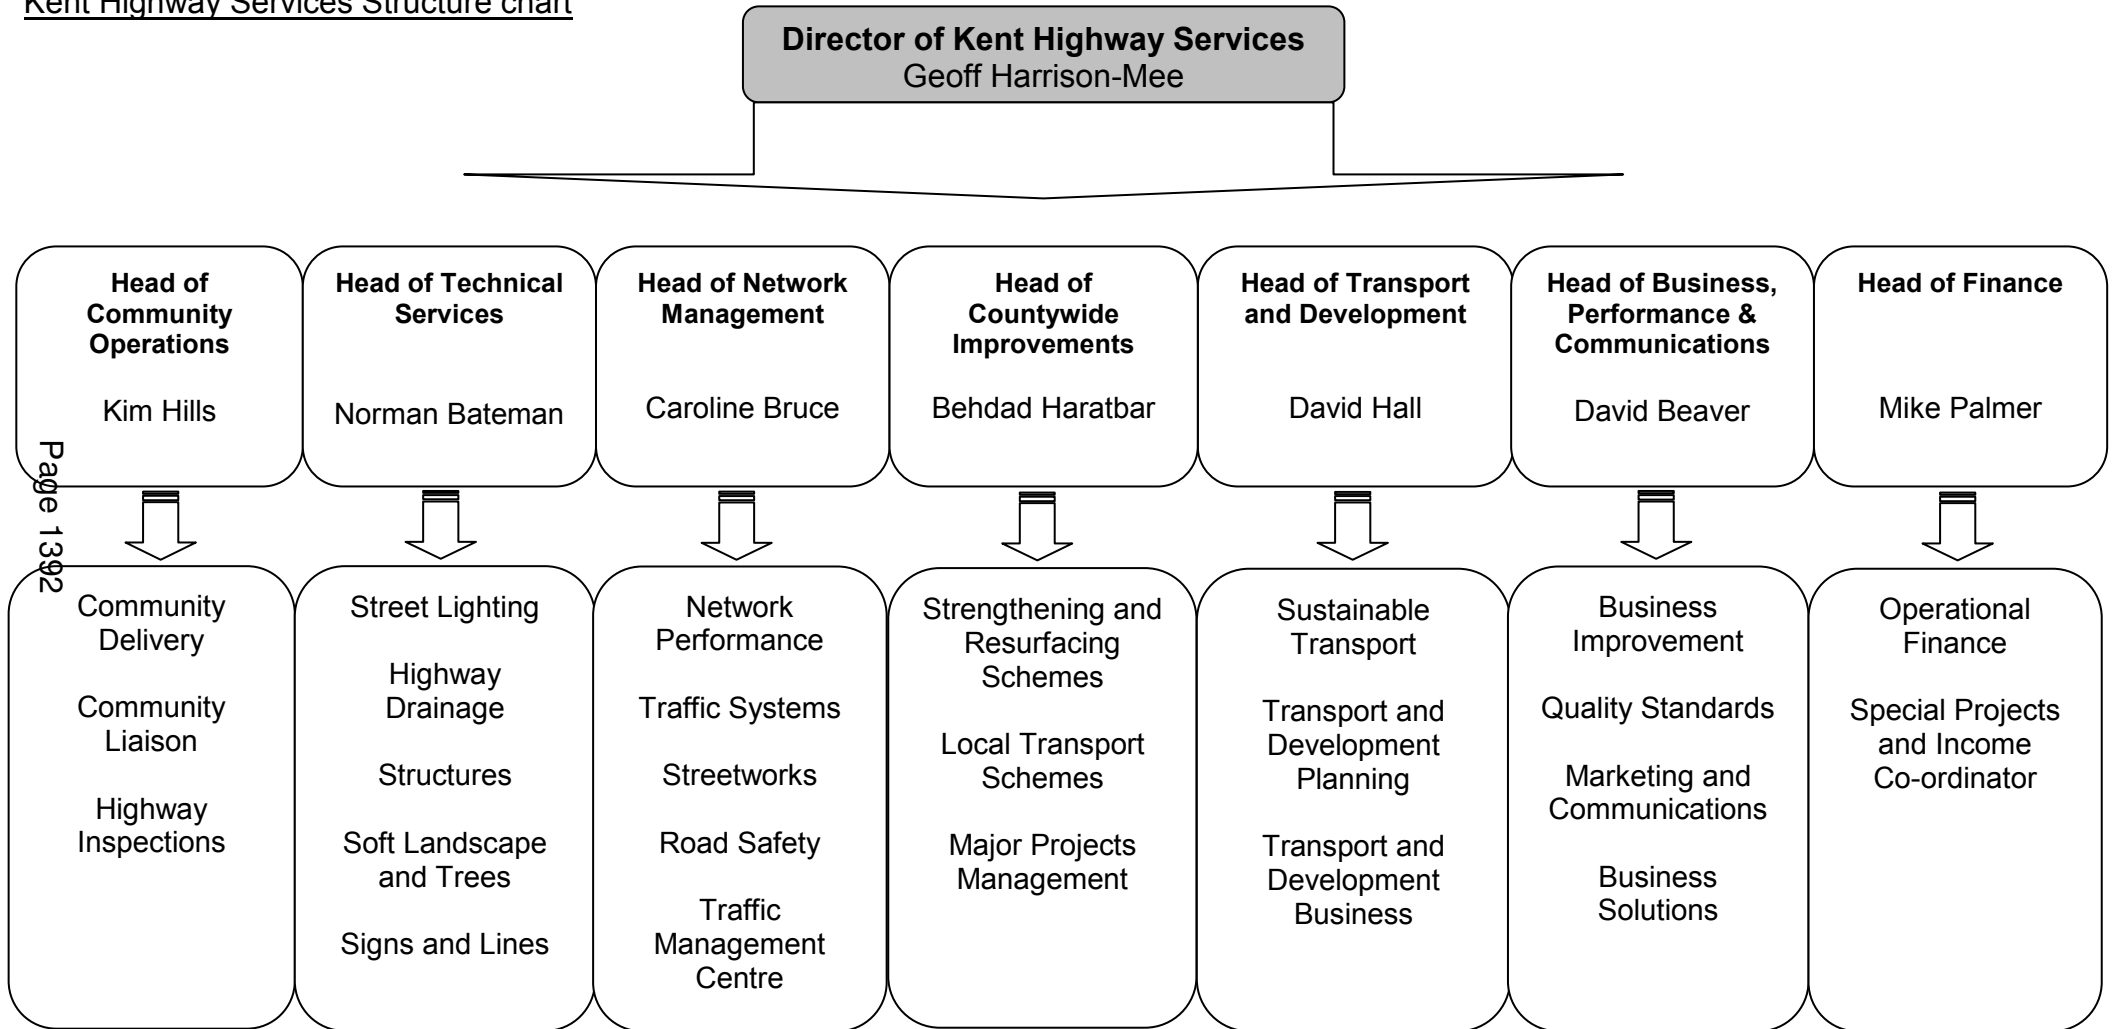 Kent Highway Services Structure chart
Director of Kent Highway Services
Geoff Harrison-Mee
Head of
Community
Operations
Kim Hills
Head of Technical
Services
Norman Bateman
Head of Network
Management
Caroline Bruce
Head of
Countywide
Improvements
Behdad Haratbar
Head of Transport
and Development
David Hall
Head of Business,
Performance &
Communications
David Beaver
Head of Finance
Mike Palmer
Page 1392
Community
Delivery
Community
Liaison
Highway
Inspections
Street Lighting
Highway
Drainage
Structures
Soft Landscape
and Trees
Signs and Lines
Network
Performance
Traffic Systems
Streetworks
Road Safety
Traffic
Management
Centre
Strengthening and
Resurfacing
Schemes
Local Transport
Schemes
Major Projects
Management
Sustainable
Transport
Transport and
Development
Planning
Transport and
Development
Business
Business
Improvement
Quality Standards
Marketing and
Communications
Business
Solutions
Operational
Finance
Special Projects
and Income
Co-ordinator